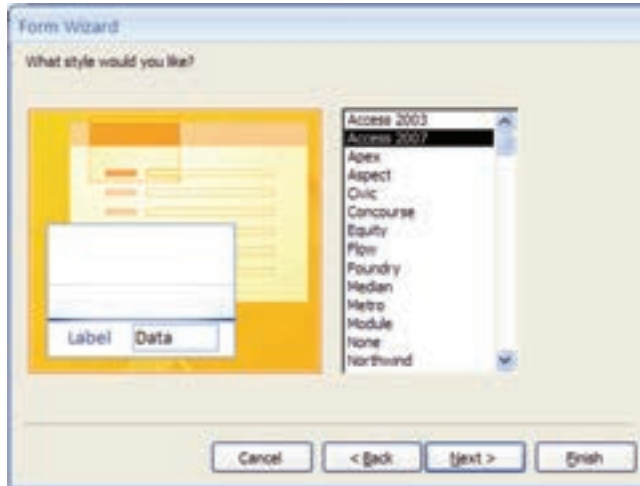 Form Wizard
What style would you like?
Label Data
Access 2003
Access 2007
Apex
Aspect
Civic
Concourse
Equity
Flow
Foundry
Median
Metro
Module
None
Northwind
Cancel
< Back
Next >
Finish